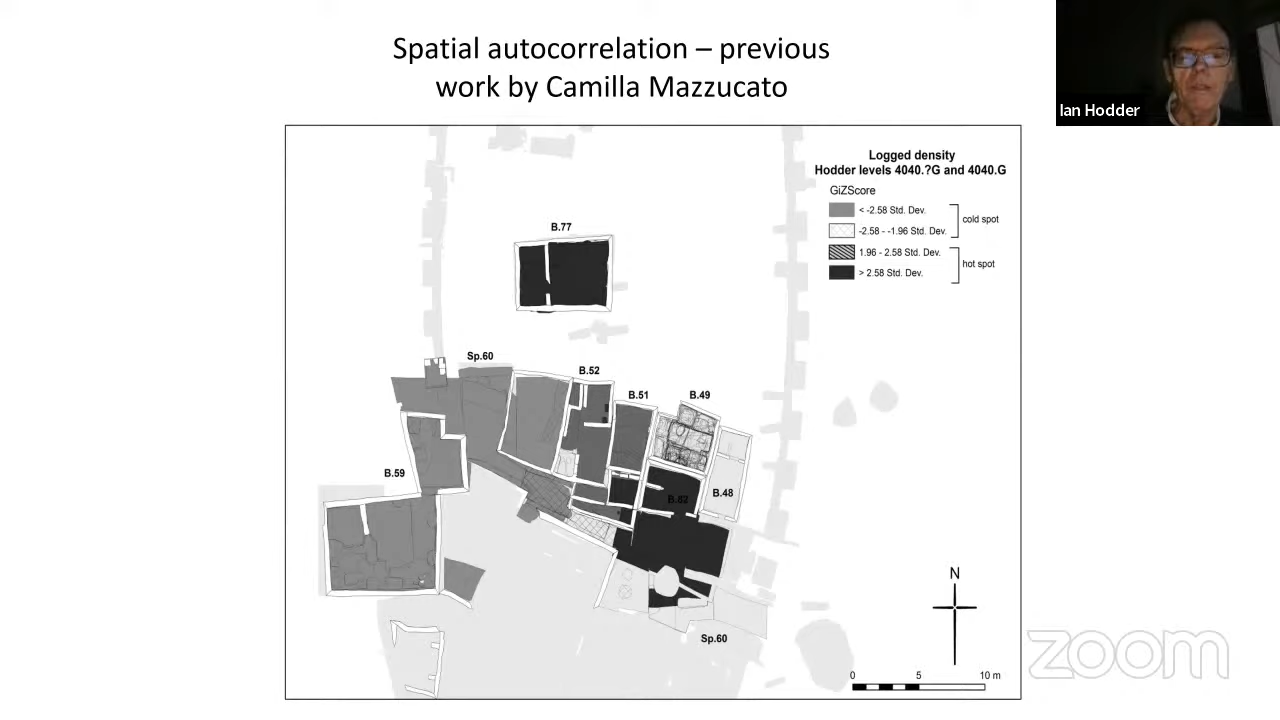 Spatial autocorrelation – previous
work by Camilla Mazzucato
Ian Hodder
Logged density
Hodder levels 4040.?G and 4040.G
GiZScore
< -2.58 Std. Dev.
-2.58 - -1.96 Std. Dev.
cold spot
1.96 - 2.58 Std. Dev.
> 2.58 Std. Dev.
hot spot
B.77
Sp.60
B.52
B.51
B.49
B.59
B.82
B.48
Sp.60
N
0 5 10 m
zoom